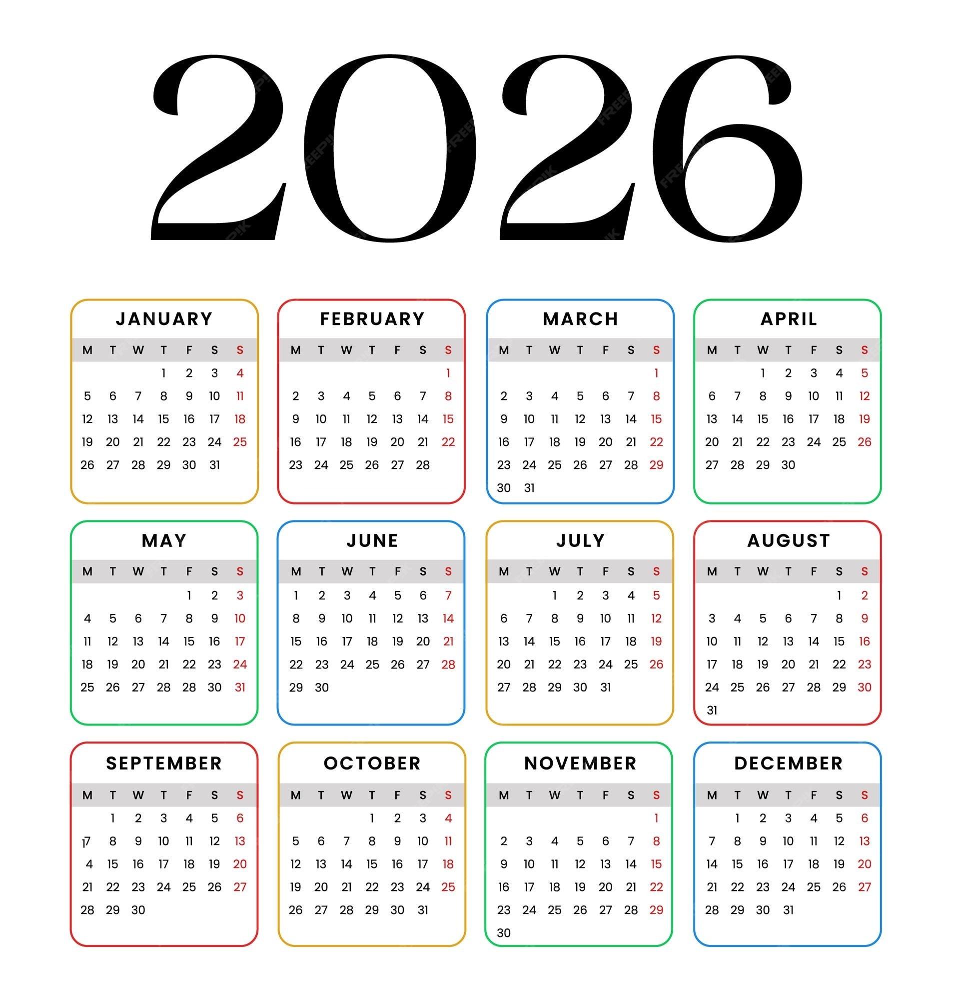 2026
JANUARY
M T W T F S S
1 2 3 4
5 6 7 8 9 10 11
12 13 14 15 16 17 18
19 20 21 22 23 24 25
26 27 28 29 30 31
FEBRUARY
M T W T F S S
1
2 3 4 5 6 7 8
9 10 11 12 13 14 15
16 17 18 19 20 21 22
23 24 25 26 27 28
MARCH
M T W T F S S
1
2 3 4 5 6 7 8
9 10 11 12 13 14 15
16 17 18 19 20 21 22
23 24 25 26 27 28 29
30 31
APRIL
M T W T F S S
1 2 3 4 5
6 7 8 9 10 11 12
13 14 15 16 17 18 19
20 21 22 23 24 25 26
27 28 29 30
MAY
M T W T F S S
1 2 3
4 5 6 7 8 9 10
11 12 13 14 15 16 17
18 19 20 21 22 23 24
25 26 27 28 28 30 31
JUNE
M T W T F S S
1 2 3 4 5 6 7
8 9 10 11 12 13 14
15 16 17 18 19 20 21
22 23 24 25 26 27 28
29 30
JULY
M T W T F S S
1 2 3 4 5
6 7 8 9 10 11 12
13 14 15 16 17 18 19
20 21 22 23 24 25 26
27 28 29 30 31
AUGUST
M T W T F S S
1 2
3 4 5 6 7 8 9
10 11 12 13 14 15 16
17 18 19 20 21 22 23
24 25 26 27 28 29 30
31
SEPTEMBER
M T W T F S S
1 2 3 4 5 6
17 8 9 10 11 12 13
4 15 16 17 18 19 20
21 22 23 24 25 26 27
28 29 30
OCTOBER
M T W T F S S
1 2 3 4
5 6 7 8 9 10 11
12 13 14 15 16 17 18
19 20 21 22 23 24 25
26 27 28 29 30 31
NOVEMBER
M T W T F S S
1
2 3 4 5 6 7 8
9 10 11 12 13 14 15
16 17 18 19 20 21 22
23 24 25 26 27 28 29
30
DECEMBER
M T W T F S S
1 2 3 4 5 6
7 8 9 10 11 12 13
14 15 16 17 18 19 20
21 22 23 24 25 26 27
28 29 30 31